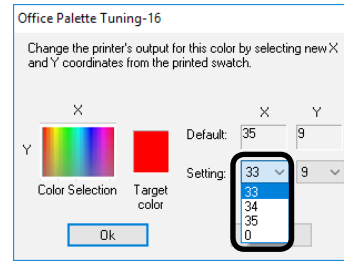 Office Palette Tuning-16
Change the printer's output for this color by selecting new X
and Y coordinates from the printed swatch.
X
X Y
Default: 35 9
Y
Setting: 33 9
33
34
35
0
Color Selection
Target
color
Ok